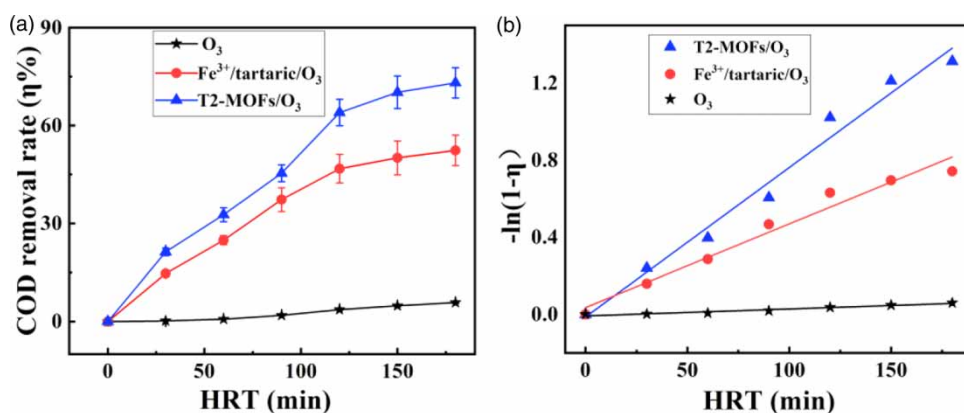 (a)
90
60
30
0
COD removal rate (η%)
O₃
Fe³⁺/tartaric/O₃
T2-MOFs/O₃
0
50
100
150
HRT (min)
(b)
1.2
0.8
0.4
0.0
-ln(1-η)
T2-MOFs/O₃
Fe³⁺/tartaric/O₃
O₃
0
50
100
150
HRT (min)